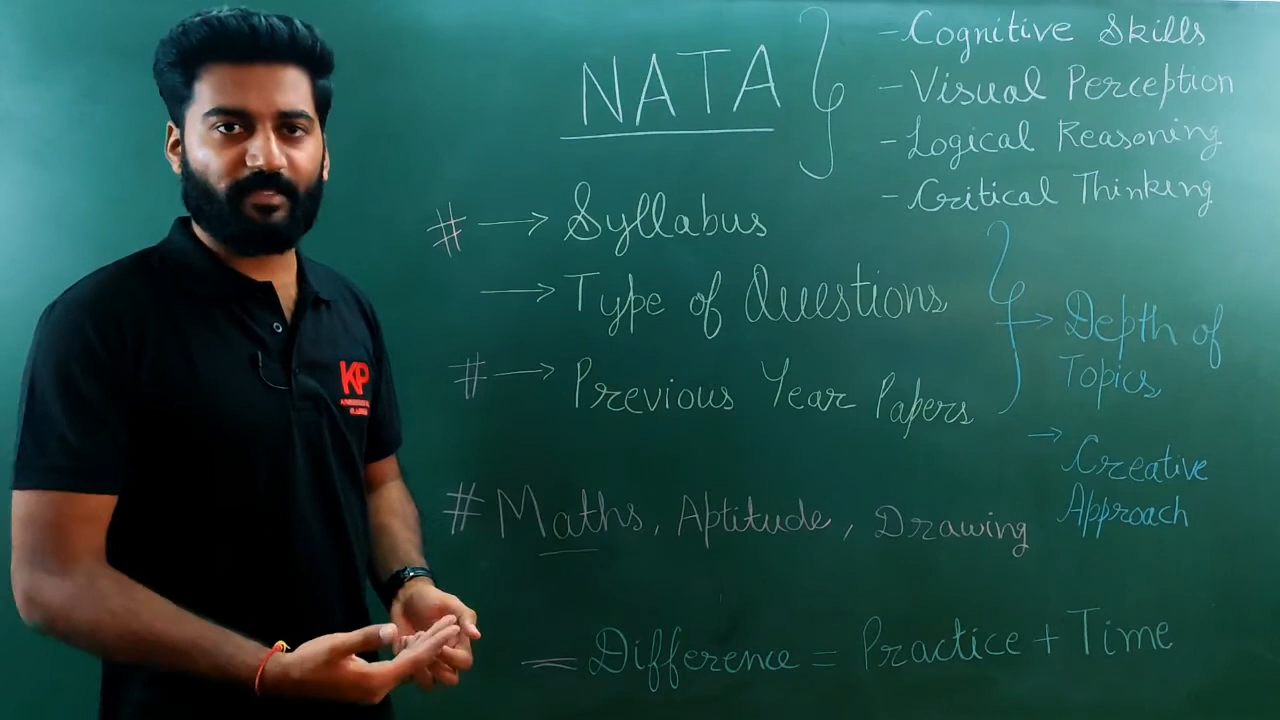 NATA
- Cognitive Skills
- Visual Perception
- Logical Reasoning
- Critical Thinking
# → Syllabus
→ Type of Questions
# → Previous Year Papers
→ Depth of
Topics
→ Creative
Approach
# Maths, Aptitude, Drawing
Difference = Practice + Time
KP